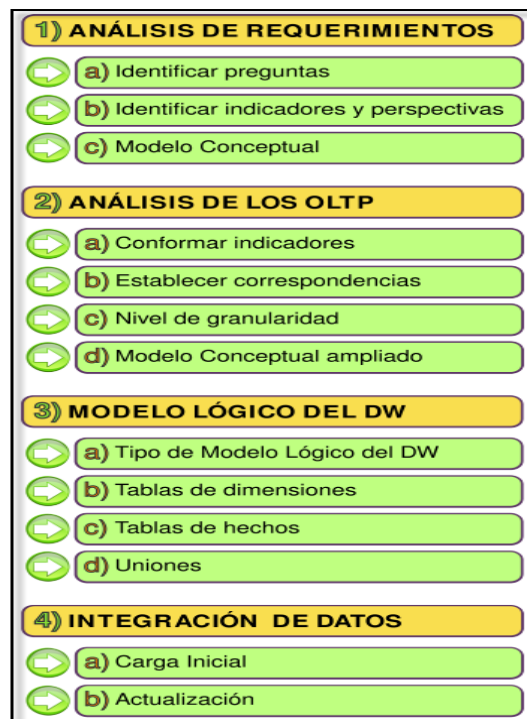 1) ANÁLISIS DE REQUERIMIENTOS
a) Identificar preguntas
b) Identificar indicadores y perspectivas
c) Modelo Conceptual
2) ANÁLISIS DE LOS OLTP
a) Conformar indicadores
b) Establecer correspondencias
c) Nivel de granularidad
d) Modelo Conceptual ampliado
3) MODELO LÓGICO DEL DW
a) Tipo de Modelo Lógico del DW
b) Tablas de dimensiones
c) Tablas de hechos
d) Uniones
4) INTEGRACIÓN DE DATOS
a) Carga Inicial
b) Actualización